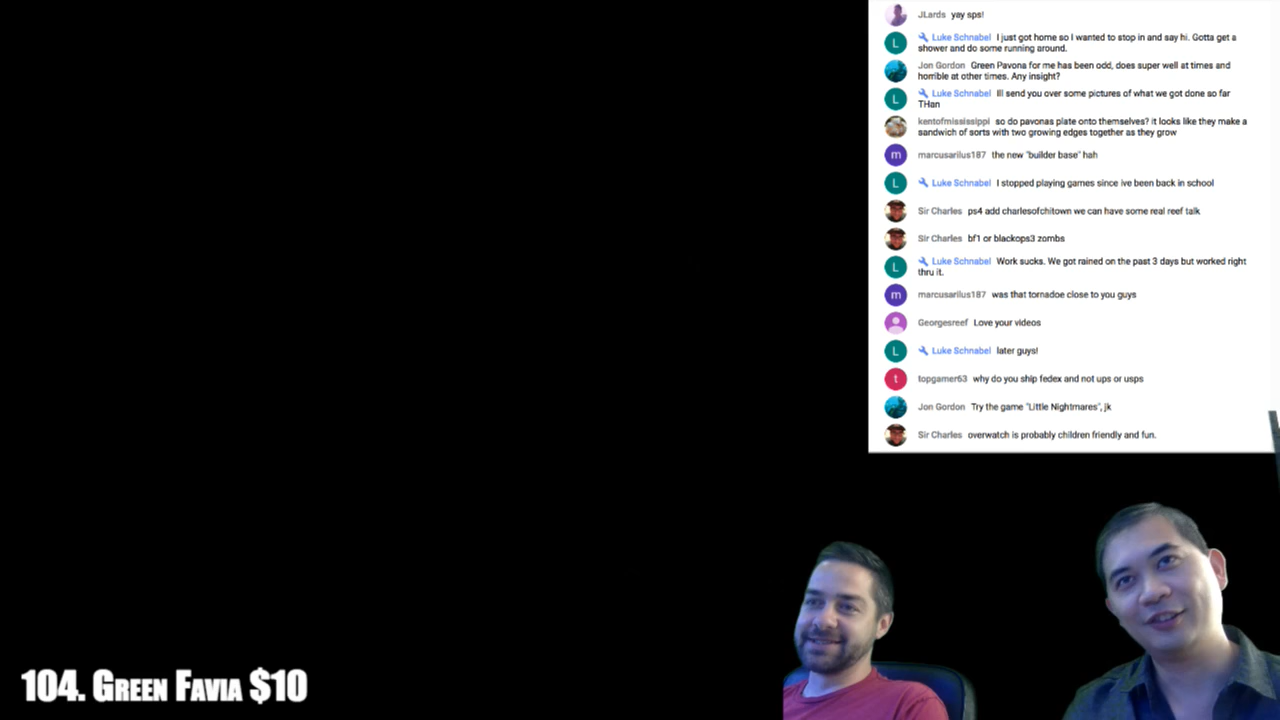 JLards yay sps!
L Luke Schnabel I just got home so I wanted to stop in and say hi. Gotta get a
shower and do some running around.
Jon Gordon Green Pavona for me has been odd, does super well at times and
horrible at other times. Any insight?
L Luke Schnabel Ill send you over some pictures of what we got done so far
THan
kentofmississippi so do pavonas plate onto themselves? it looks like they make a
sandwich of sorts with two growing edges together as they grow
m marcusarilus187 the new "builder base" hah
L Luke Schnabel I stopped playing games since ive been back in school
Sir Charles ps4 add charlesofchitown we can have some real reef talk
Sir Charles bf1 or blackops3 zombs
L Luke Schnabel Work sucks. We got rained on the past 3 days but worked right
thru it.
m marcusarilus187 was that tornadoe close to you guys
Georgesreef Love your videos
L Luke Schnabel later guys!
t topgamer63 why do you ship fedex and not ups or usps
Jon Gordon Try the game "Little Nightmares", jk
Sir Charles overwatch is probably children friendly and fun.
104. Green Favia $10